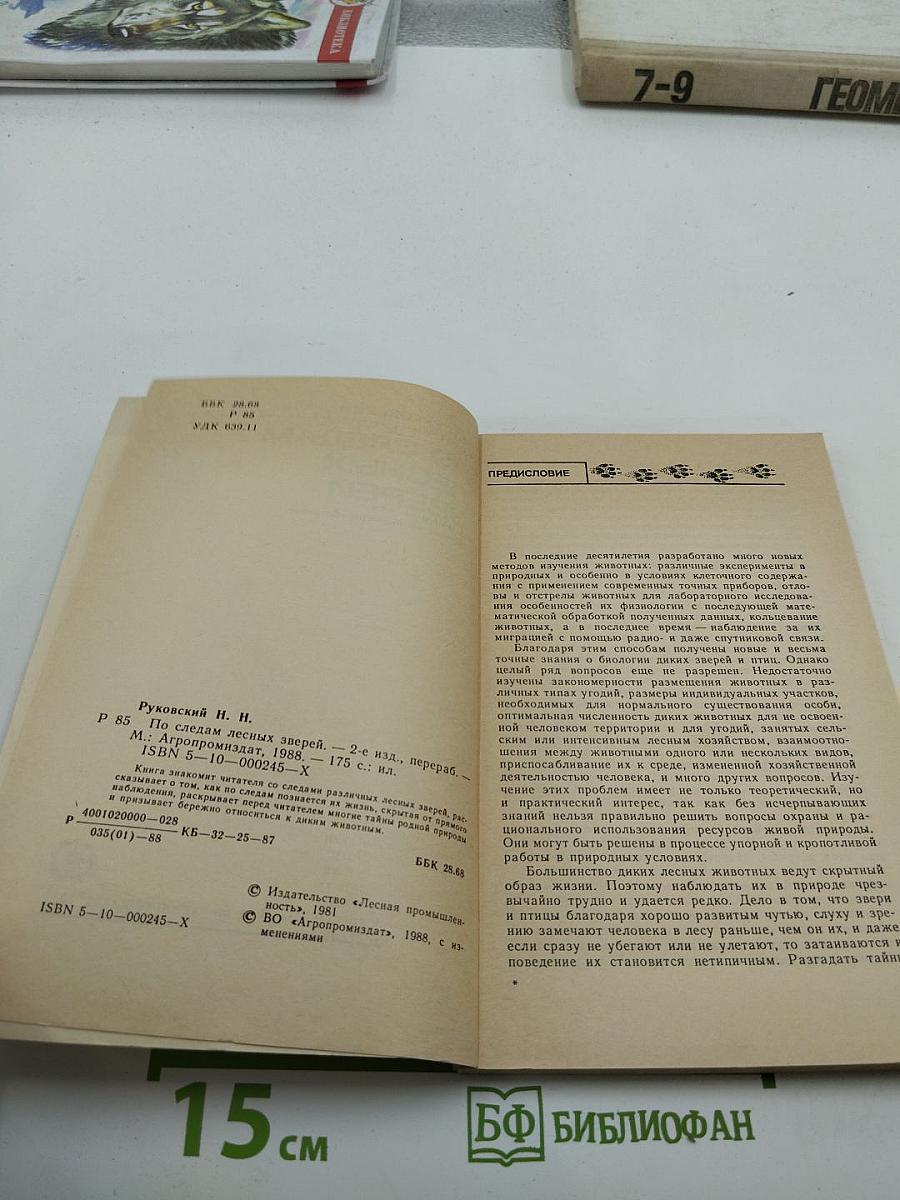 БИБЛИОТЕКА
7-9
ГЕОМ
ББК 28.68
Р 85
УДК 639.11
Руковский Н. Н.
Р 85 По следам лесных зверей. — 2-е изд., перераб. —
М.: Агропромиздат, 1988. — 175 с.: ил.
ISBN 5—10—000245—X
Книга знакомит читателя со следами различных лесных зверей, рас-
сказывает о том, как по следам познается их жизнь, скрытая от прямого
наблюдения, раскрывает перед читателем многие тайны родной природы
и призывает бережно относиться к диким животным.
Р 4001020000—028
035(01)—88 КБ—32—25—87
ББК 28.68
ISBN 5—10—000245—X
© Издательство «Лесная промышлен-
ность», 1981
© ВО «Агропромиздат», 1988, с из-
менениями
ПРЕДИСЛОВИЕ
В последние десятилетия разработано много новых
методов изучения животных: различные эксперименты в
природных и особенно в условиях клеточного содержа-
ния с применением современных точных приборов, отло-
вы и отстрелы животных для лабораторного исследова-
ния особенностей их физиологии с последующей мате-
матической обработкой полученных данных, кольцевание
животных, а в последнее время — наблюдение за их
миграцией с помощью радио- и даже спутниковой связи.
Благодаря этим способам получены новые и весьма
точные знания о биологии диких зверей и птиц. Однако
целый ряд вопросов еще не разрешен. Недостаточно
изучены закономерности размещения животных в раз-
личных типах угодий, размеры индивидуальных участков,
необходимых для нормального существования особи,
оптимальная численность диких животных для не освоен-
ной человеком территории и для угодий, занятых сель-
ским или интенсивным лесным хозяйством, взаимоотно-
шения между животными одного или нескольких видов,
приспосабливание их к среде, измененной хозяйственной
деятельностью человека, и много других вопросов. Изу-
чение этих проблем имеет не только теоретический, но
и практический интерес, так как без исчерпывающих
знаний нельзя правильно решить вопросы охраны и ра-
ционального использования ресурсов живой природы.
Они могут быть решены в процессе упорной и кропотливой
работы в природных условиях.
Большинство диких лесных животных ведут скрытный
образ жизни. Поэтому наблюдать их в природе чрез-
вычайно трудно и удается редко. Дело в том, что звери
и птицы благодаря хорошо развитым чутью, слуху и зре-
нию замечают человека в лесу раньше, чем он их, и даже
если сразу не убегают или не улетают, то затаиваются и
поведение их становится нетипичным. Разгадать тайн
*
15 см
БФ БИБЛИОФАН